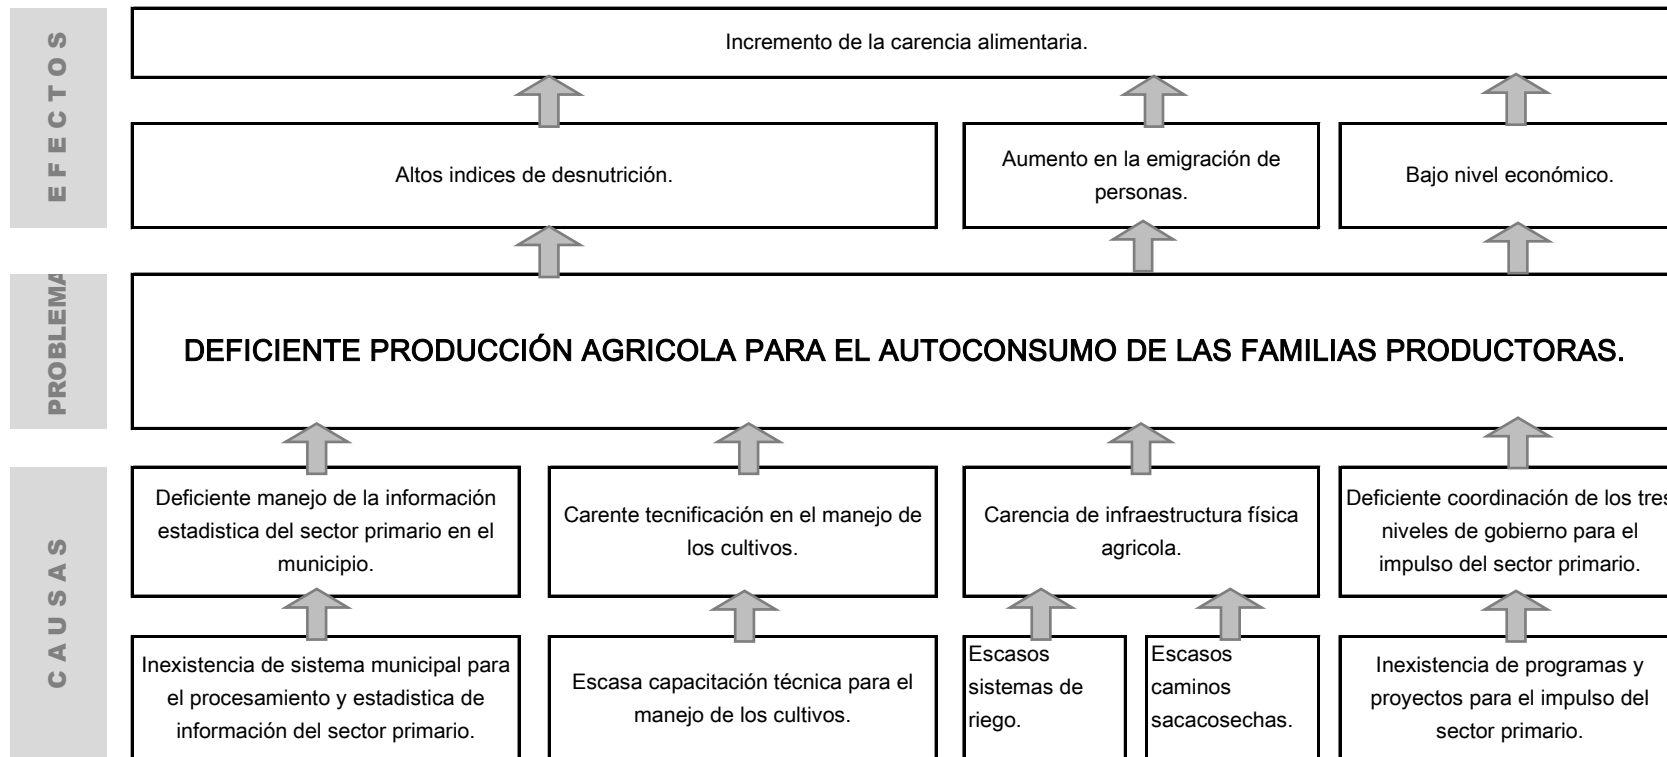 EFECTOS
Incremento de la carencia alimentaria.
Altos indices de desnutrición.
Aumento en la emigración de
personas.
Bajo nivel económico.
PROBLEMA
DEFICIENTE PRODUCCIÓN AGRICOLA PARA EL AUTOCONSUMO DE LAS FAMILIAS PRODUCTORAS.
CAUSAS
Deficiente manejo de la información
estadistica del sector primario en el
municipio.
Carente tecnificación en el manejo de
los cultivos.
Carencia de infraestructura física
agricola.
Deficiente coordinación de los tres
niveles de gobierno para el
impulso del sector primario.
Inexistencia de sistema municipal para
el procesamiento y estadistica de
información del sector primario.
Escasa capacitación técnica para el
manejo de los cultivos.
Escasos
sistemas de
riego.
Escasos
caminos
sacacosechas.
Inexistencia de programas y
proyectos para el impulso del
sector primario.